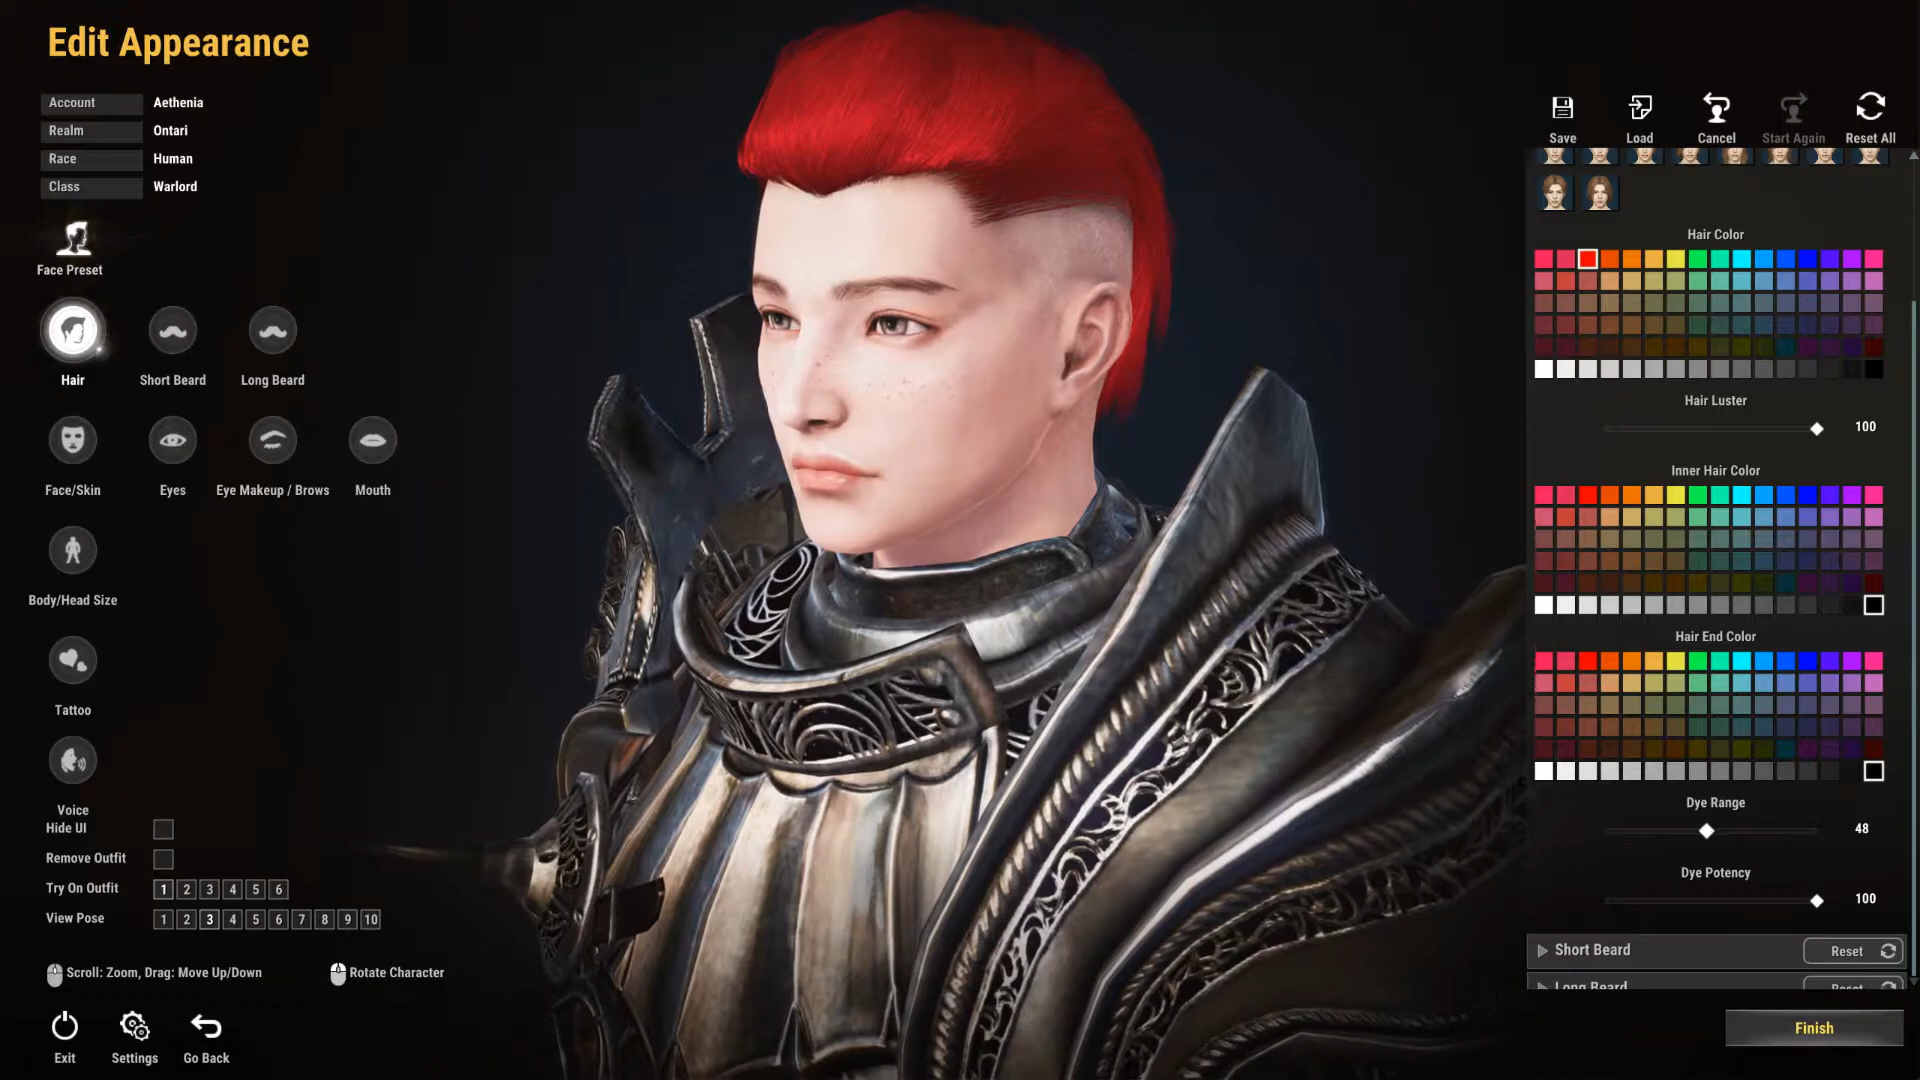 Edit Appearance
Account Aethenia
Realm Ontari
Race Human
Class Warlord
Face Preset
Hair
Short Beard
Long Beard
Face/Skin
Eyes
Eye Makeup / Brows
Mouth
Body/Head Size
Tattoo
Voice
Hide UI
Remove Outfit
Try On Outfit 1 2 3 4 5 6
View Pose 1 2 3 4 5 6 7 8 9 10
Scroll: Zoom, Drag: Move Up/Down
Rotate Character
Exit
Settings
Go Back
Save
Load
Cancel
Start Again
Reset All
Hair Color
Hair Luster
100
Inner Hair Color
Hair End Color
Dye Range
48
Dye Potency
100
Short Beard Reset
Long Beard Reset
Finish